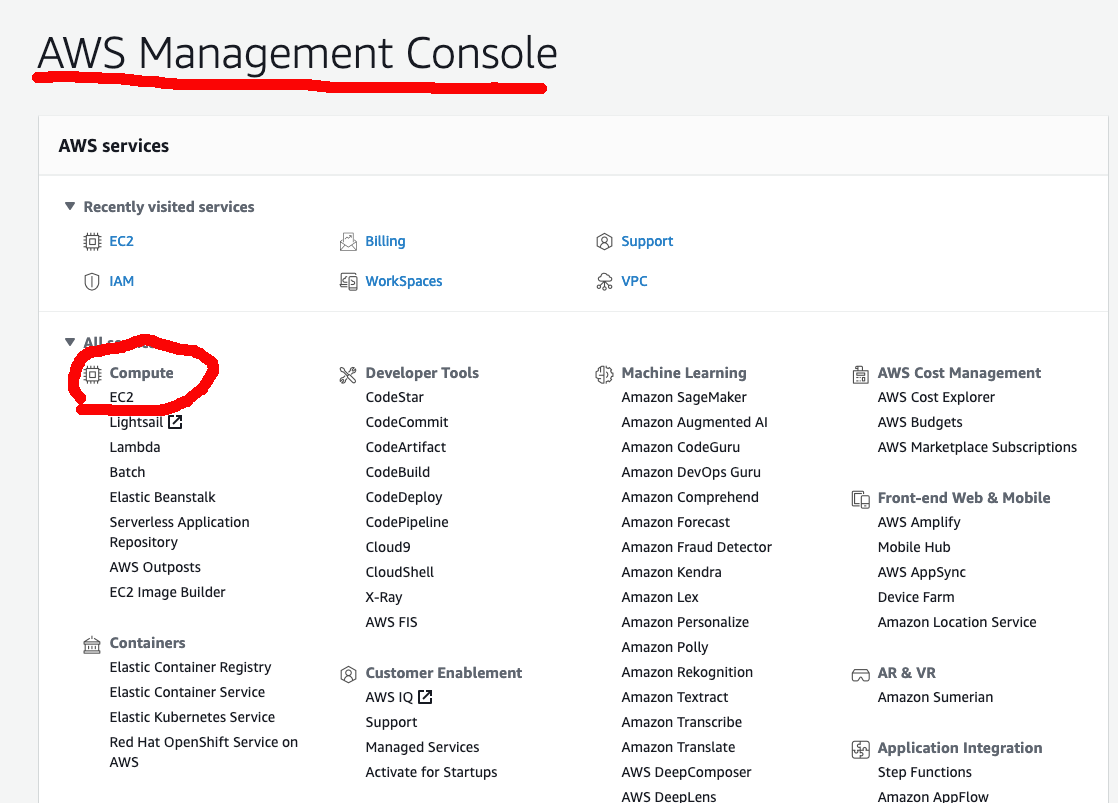 AWS Management Console
AWS services
Recently visited services
EC2
Billing
Support
IAM
WorkSpaces
VPC
All services
Compute
EC2
Lightsail
Lambda
Batch
Elastic Beanstalk
Serverless Application
Repository
AWS Outposts
EC2 Image Builder
Containers
Elastic Container Registry
Elastic Container Service
Elastic Kubernetes Service
Red Hat OpenShift Service on
AWS
Developer Tools
CodeStar
CodeCommit
CodeArtifact
CodeBuild
CodeDeploy
CodePipeline
Cloud9
CloudShell
X-Ray
AWS FIS
Customer Enablement
AWS IQ
Support
Managed Services
Activate for Startups
Machine Learning
Amazon SageMaker
Amazon Augmented AI
Amazon CodeGuru
Amazon DevOps Guru
Amazon Comprehend
Amazon Forecast
Amazon Fraud Detector
Amazon Kendra
Amazon Lex
Amazon Personalize
Amazon Polly
Amazon Rekognition
Amazon Textract
Amazon Transcribe
Amazon Translate
AWS DeepComposer
AWS DeepLens
AWS Cost Management
AWS Cost Explorer
AWS Budgets
AWS Marketplace Subscriptions
Front-end Web & Mobile
AWS Amplify
Mobile Hub
AWS AppSync
Device Farm
Amazon Location Service
AR & VR
Amazon Sumerian
Application Integration
Step Functions
Amazon AppFlow